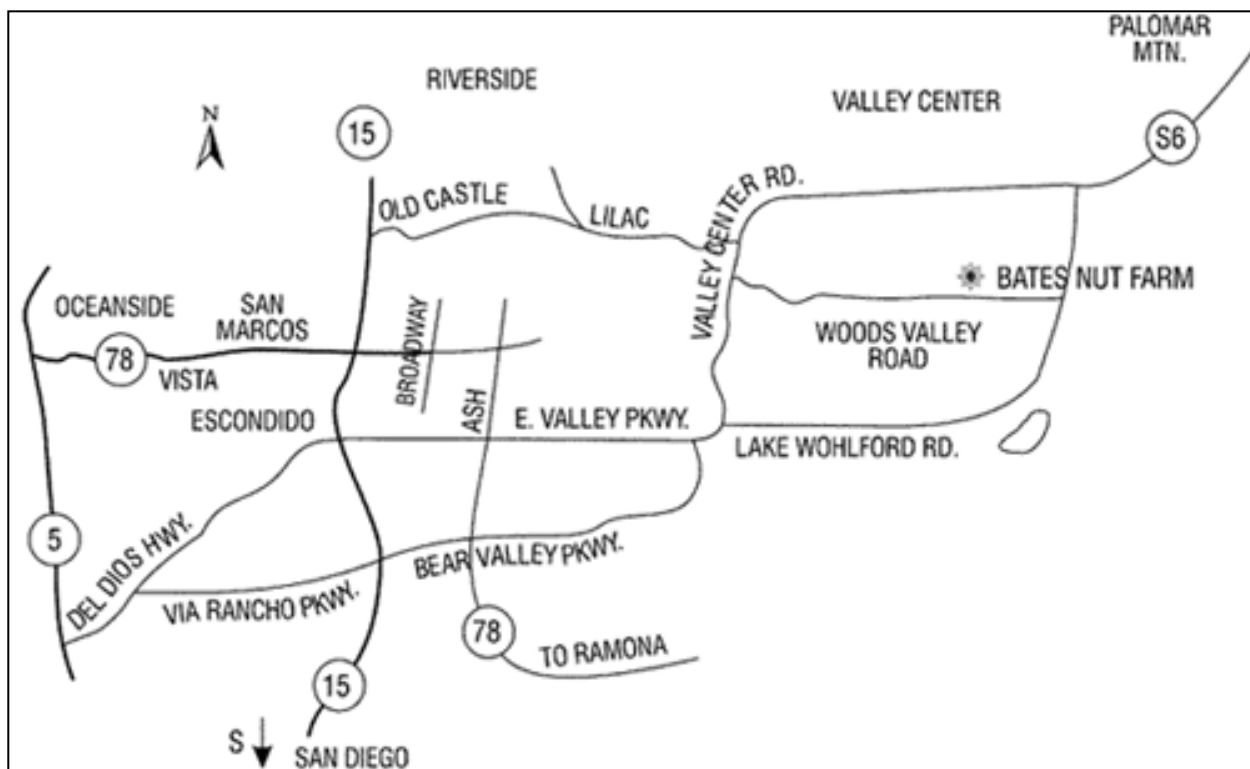 PALOMAR
MTN.
RIVERSIDE
VALLEY CENTER
N
15
S6
OLD CASTLE
LILAC
VALLEY CENTER RD.
BATES NUT FARM
OCEANSIDE
SAN
MARCOS
78
VISTA
BROADWAY
WOODS VALLEY
ROAD
ESCONDIDO
ASH
E. VALLEY PKWY.
LAKE WOHLFORD RD.
5
DEL DIOS HWY.
BEAR VALLEY PKWY.
VIA RANCHO PKWY.
78
TO RAMONA
15
S
SAN DIEGO